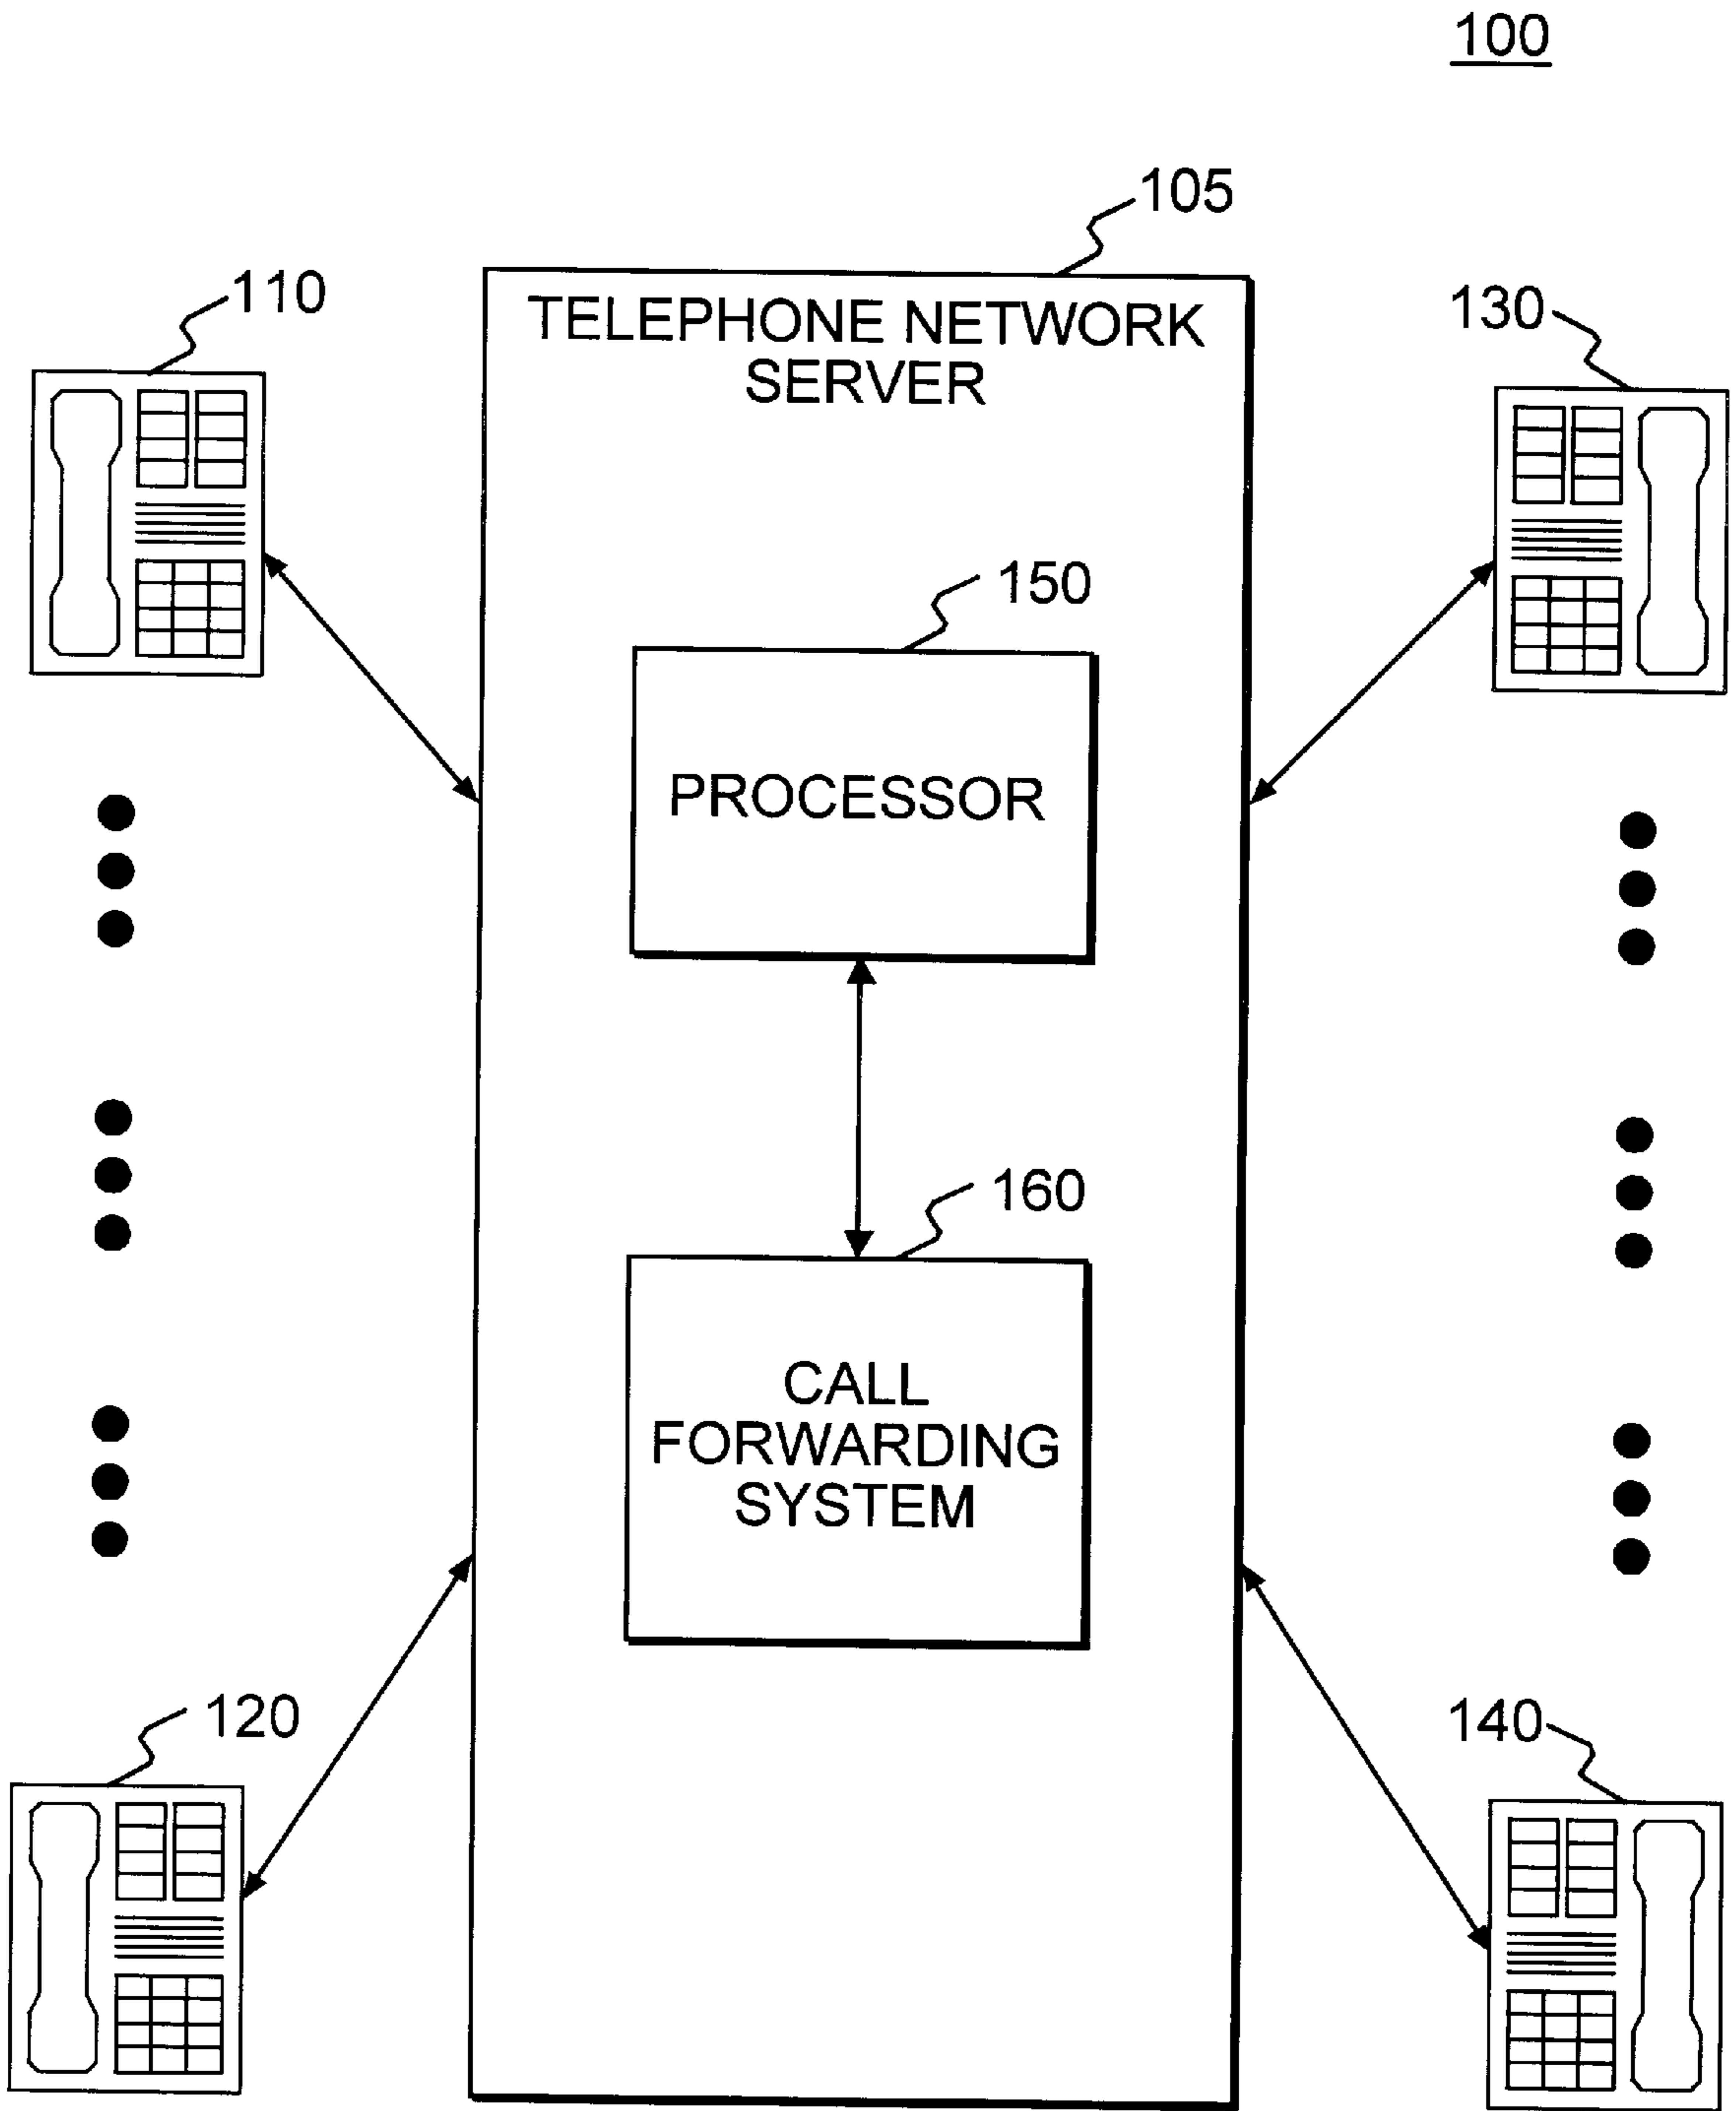 100
105
110
TELEPHONE NETWORK
SERVER
130
150
PROCESSOR
160
CALL
FORWARDING
SYSTEM
120
140